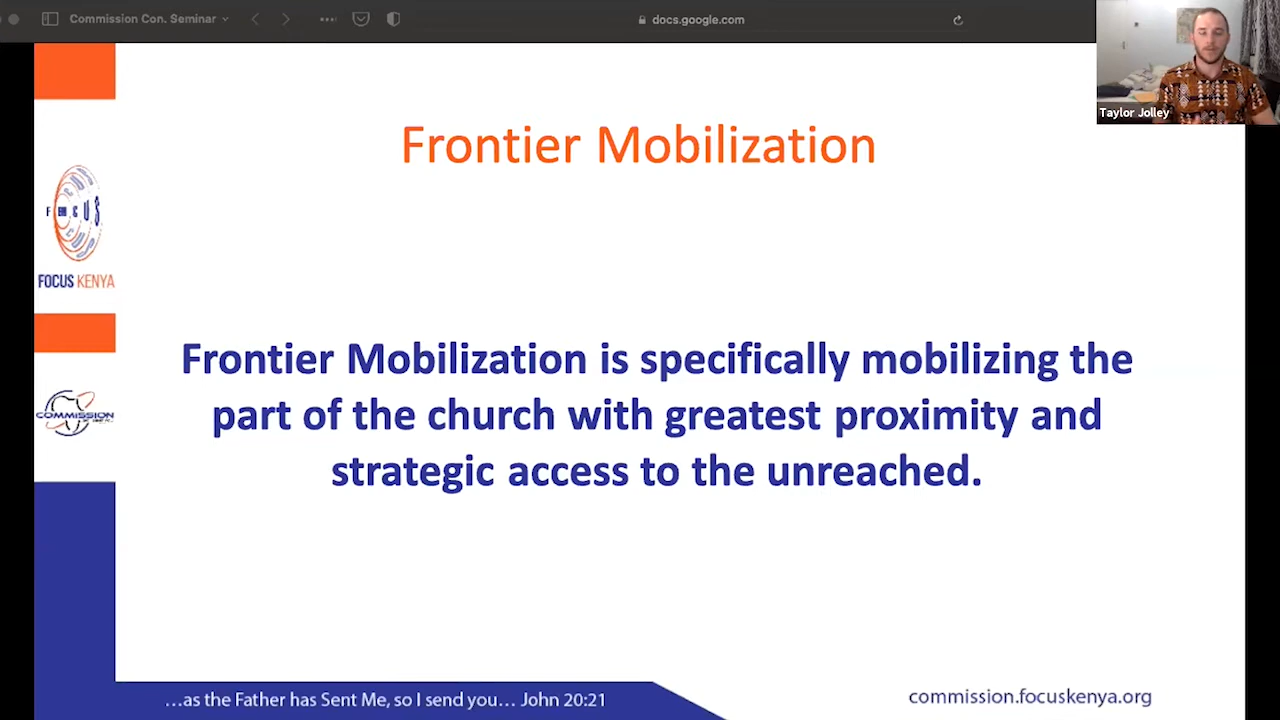 Commission Con. Seminar
docs.google.com
Taylor Jolley
Frontier Mobilization
FOCUS
FOCUS KENYA
Frontier Mobilization is specifically mobilizing the
part of the church with greatest proximity and
strategic access to the unreached.
COMMISSION
…as the Father has Sent Me, so I send you… John 20:21
commission.focuskenya.org